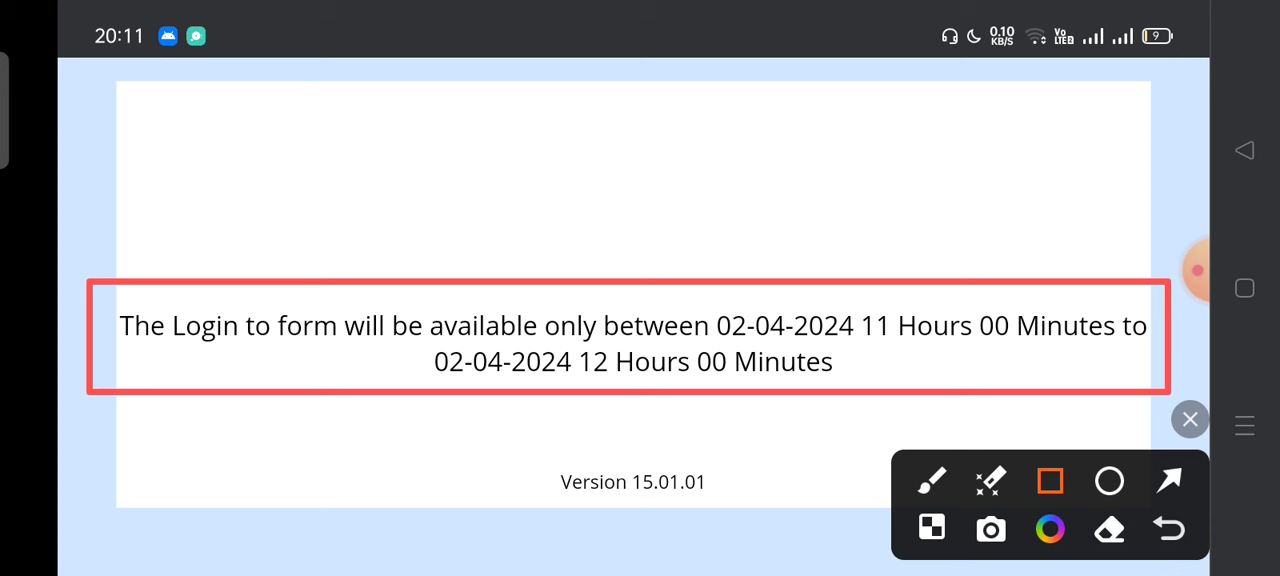 20:11
0.10
KB/S
Vo
LTE2
9
The Login to form will be available only between 02-04-2024 11 Hours 00 Minutes to
02-04-2024 12 Hours 00 Minutes
Version 15.01.01